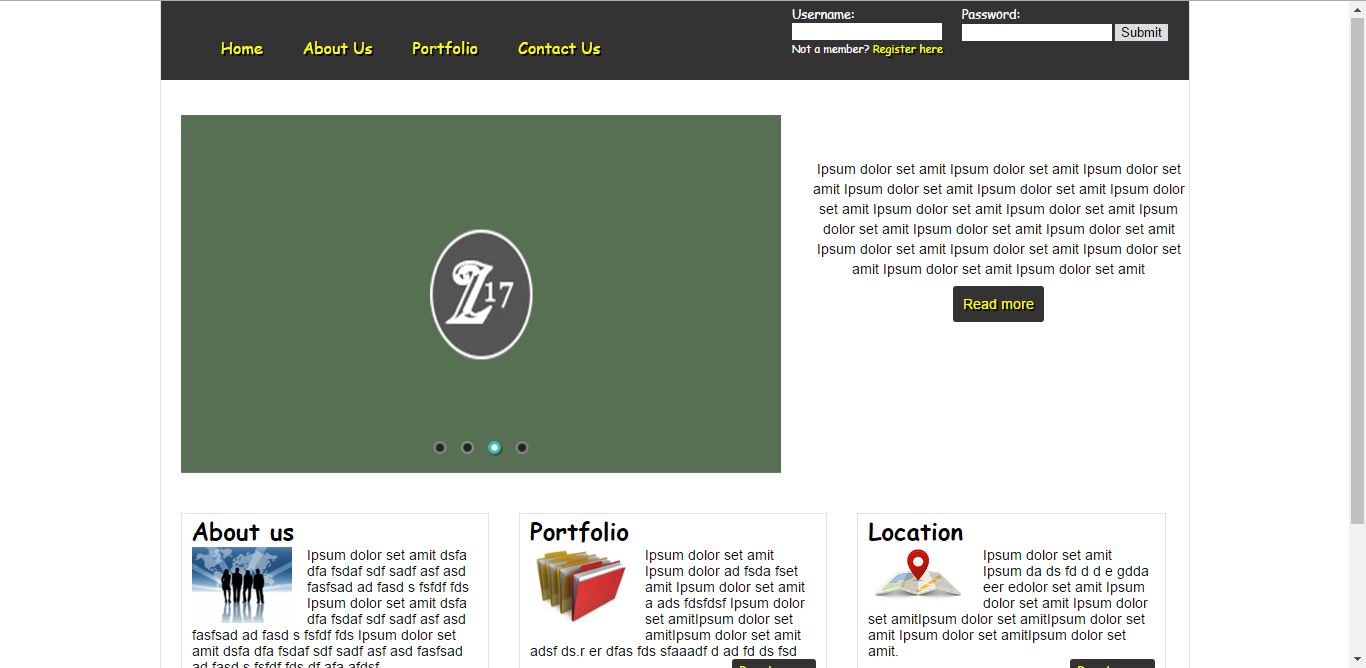 Username:
Password:
Submit
Home
About Us
Portfolio
Contact Us
Not a member? Register here
Z17
Ipsum dolor set amit Ipsum dolor set amit Ipsum dolor set
amit Ipsum dolor set amit Ipsum dolor set amit Ipsum dolor
set amit Ipsum dolor set amit Ipsum dolor set amit Ipsum
dolor set amit Ipsum dolor set amit Ipsum dolor set amit
Ipsum dolor set amit Ipsum dolor set amit Ipsum dolor set
amit Ipsum dolor set amit Ipsum dolor set amit
Read more
About us
Ipsum dolor set amit dsfa
dfa fsdaf sdf sadf asf asd
fasfsad ad fasd s fsfdf fds
Ipsum dolor set amit dsfa
dfa fsdaf sdf sadf asf asd
fasfsad ad fasd s fsfdf fds Ipsum dolor set
amit dsfa dfa fsdaf sdf sadf asf asd fasfsad
ad fasd s fsfdf fds df afa afdsf
Portfolio
Ipsum dolor set amit
Ipsum dolor ad fsda fset
amit Ipsum dolor set amit
a ads fdsfdsf Ipsum dolor
set amitIpsum dolor set
amitIpsum dolor set amit
adsf ds.r er dfas fds sfaaadf d ad fd ds fsd
Location
Ipsum dolor set amit
Ipsum da ds fd d d e gdda
eer edolor set amit Ipsum
dolor set amit Ipsum dolor
set amitIpsum dolor set amitIpsum dolor set
amit Ipsum dolor set amitIpsum dolor set
amit.